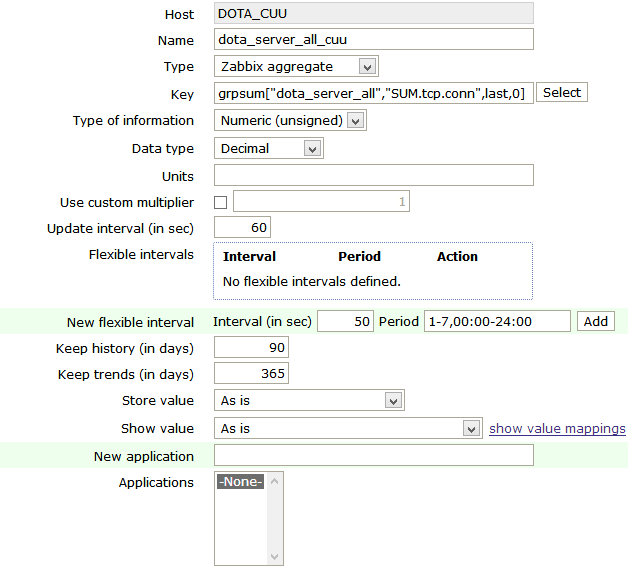 Host DOTA_CUU
Name dota_server_all_cuu
Type Zabbix aggregate
Key grpsum["dota_server_all","SUM.tcp.conn",last,0] Select
Type of information Numeric (unsigned)
Data type Decimal
Units
Use custom multiplier 1
Update interval (in sec) 60
Flexible intervals Interval Period Action
No flexible intervals defined.
New flexible interval Interval (in sec) 50 Period 1-7,00:00-24:00 Add
Keep history (in days) 90
Keep trends (in days) 365
Store value As is
Show value As is show value mappings
New application
Applications -None-